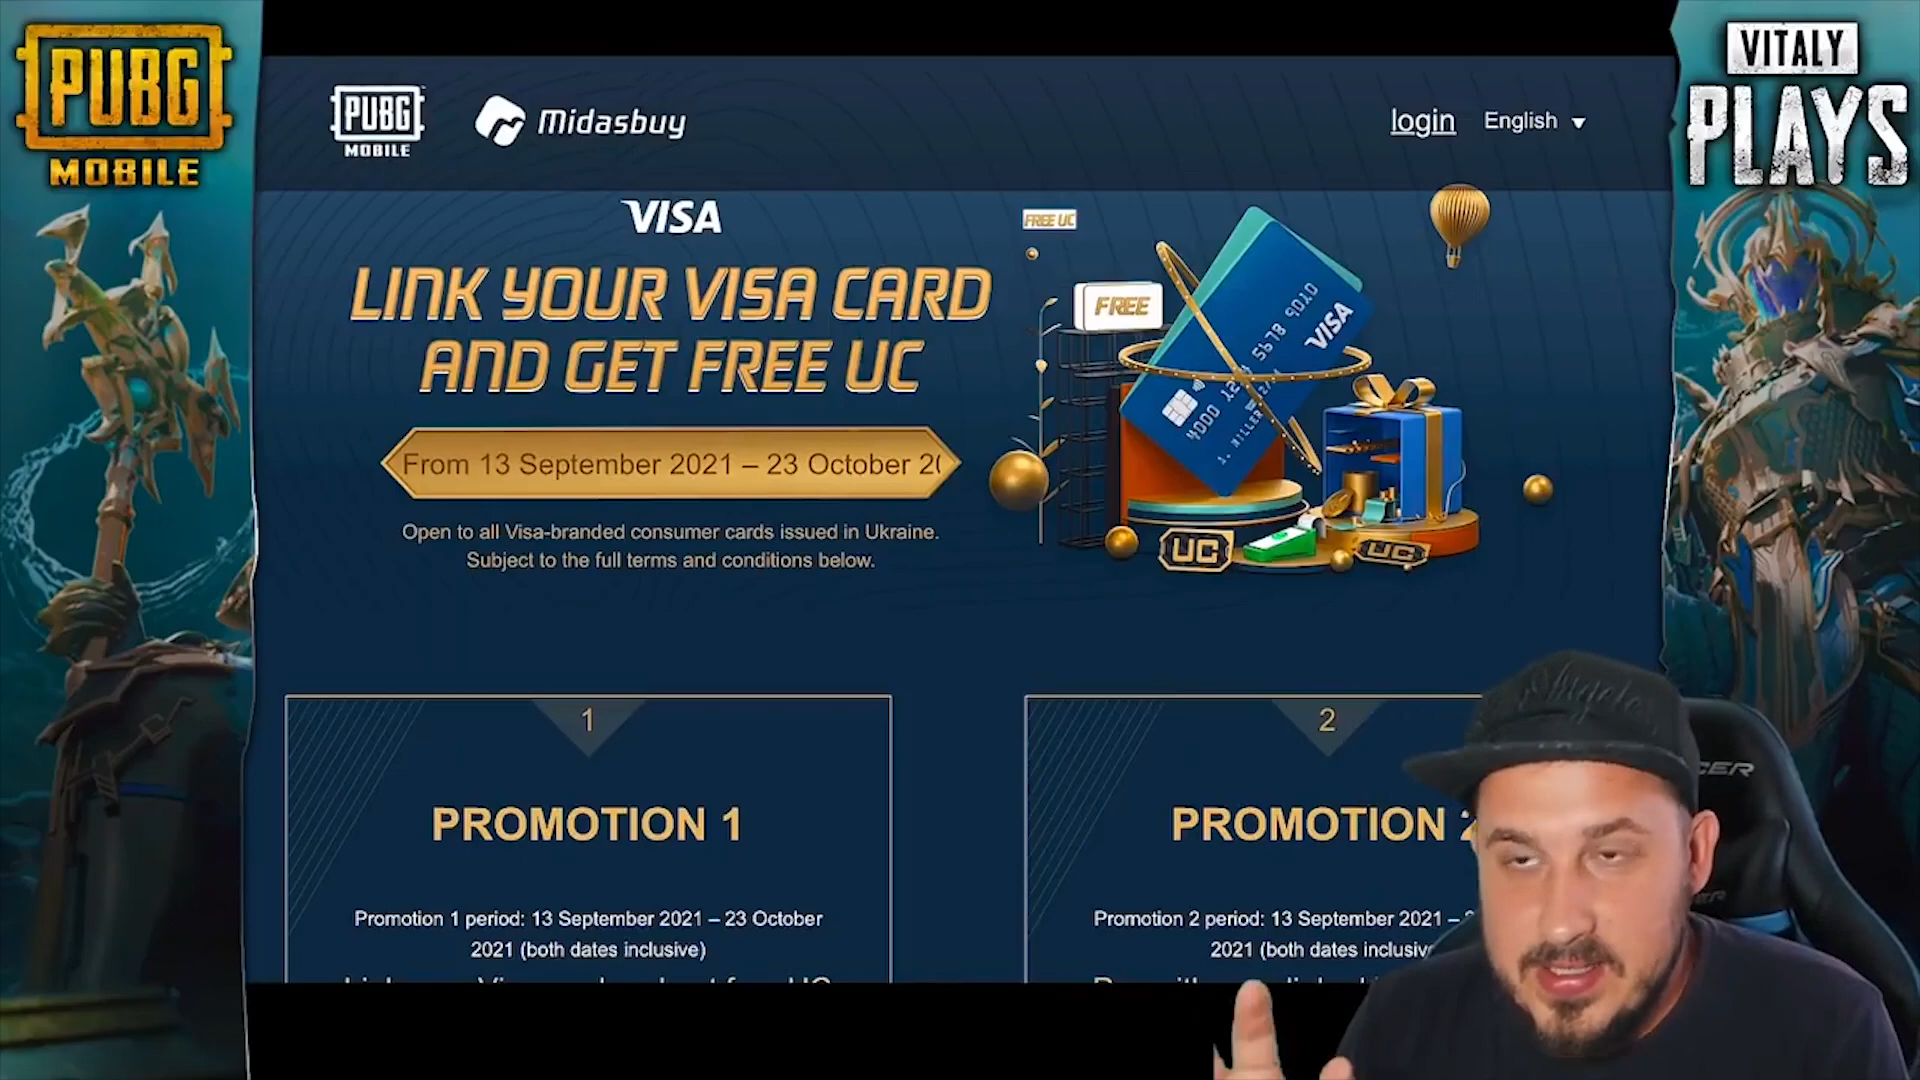 PUBG
MOBILE
VITALY
PLAYS
PUBG
MOBILE
Midasbuy
login
English
VISA
LINK YOUR VISA CARD
AND GET FREE UC
From 13 September 2021 – 23 October
Open to all Visa-branded consumer cards issued in Ukraine.
Subject to the full terms and conditions below.
FREE UC
FREE
VISA
UC
UC
1
PROMOTION 1
Promotion 1 period: 13 September 2021 – 23 October
2021 (both dates inclusive)
2
PROMOTION 2
Promotion 2 period: 13 September 2021 –
2021 (both dates inclusive